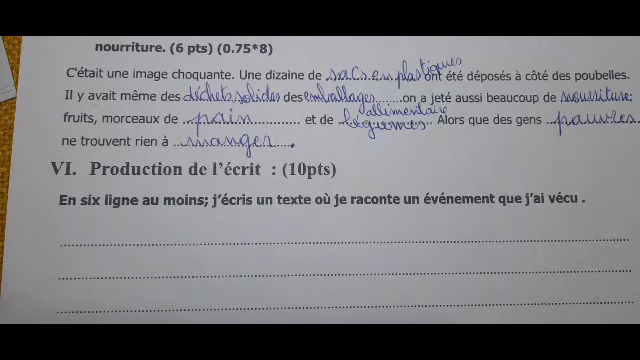 nourriture. (6 pts) (0.75*8)
C'était une image choquante. Une dizaine de sacs en plastiques ont été déposés à côté des poubelles.
Il y avait même des déchets solides des emballages alimentaire .....on a jeté aussi beaucoup de nourriture:
fruits, morceaux de ...pain............ et de légumes.. Alors que des gens ...pauvres.
ne trouvent rien à ...manger....
VI. Production de l'écrit : (10pts)
En six ligne au moins; j'écris un texte où je raconte un événement que j'ai vécu .